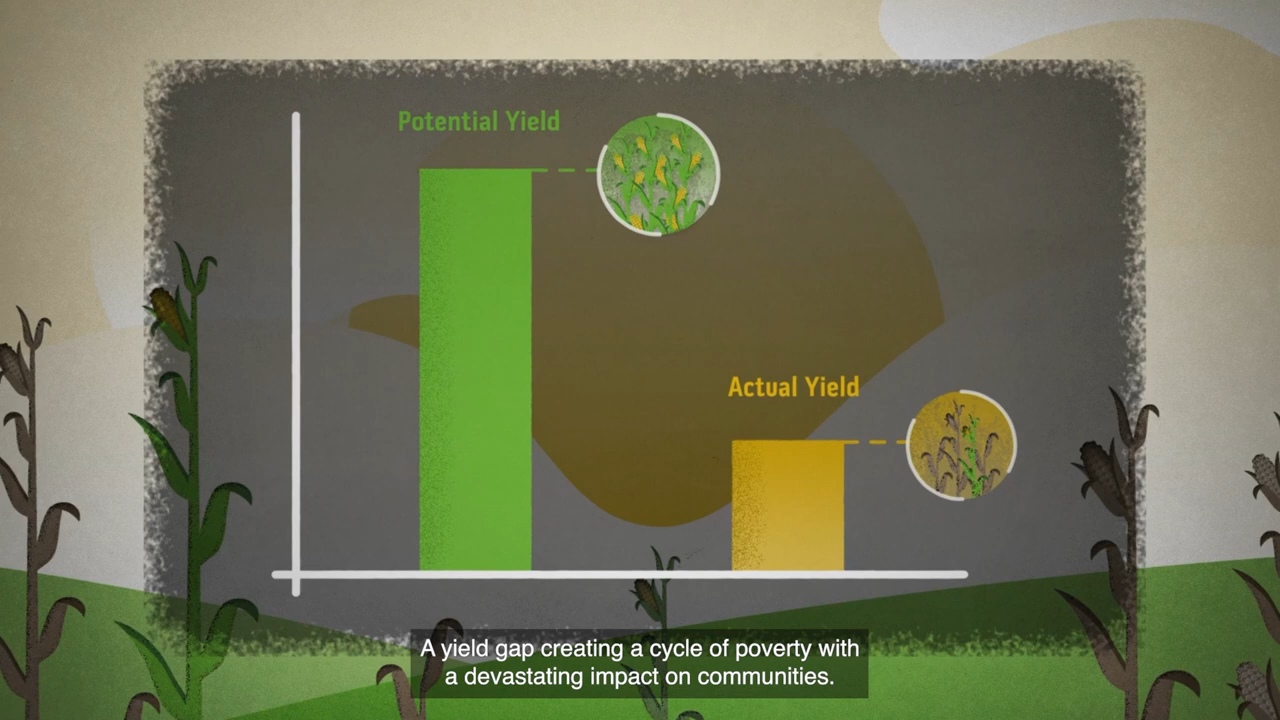 Potential Yield
Actual Yield
A yield gap creating a cycle of poverty with
a devastating impact on communities.